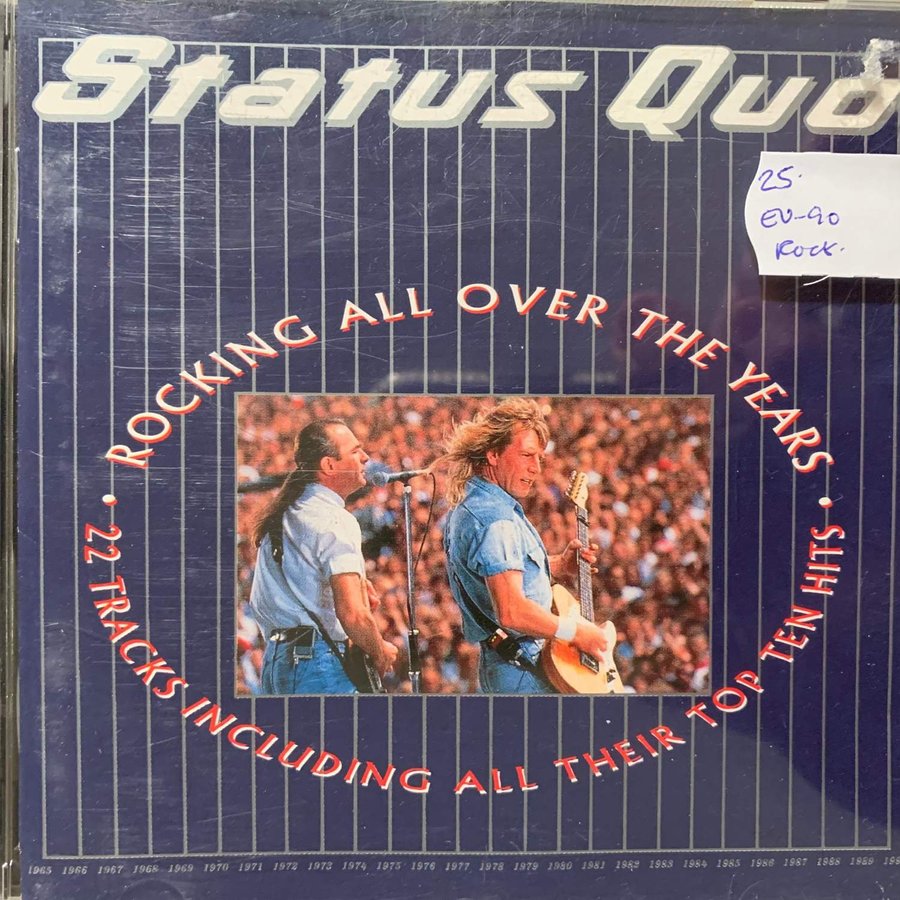 Status Quo
25.
EV-90
ROCK.
ROCKING ALL OVER THE YEARS
• 22 TRACKS INCLUDING ALL THEIR TOP TEN HITS •
1965 1966 1967 1968 1969 1970 1971 1972 1973 1974 1975 1976 1977 1978 1979 1980 1981 1982 1983 1984 1985 1986 1987 1988 1989